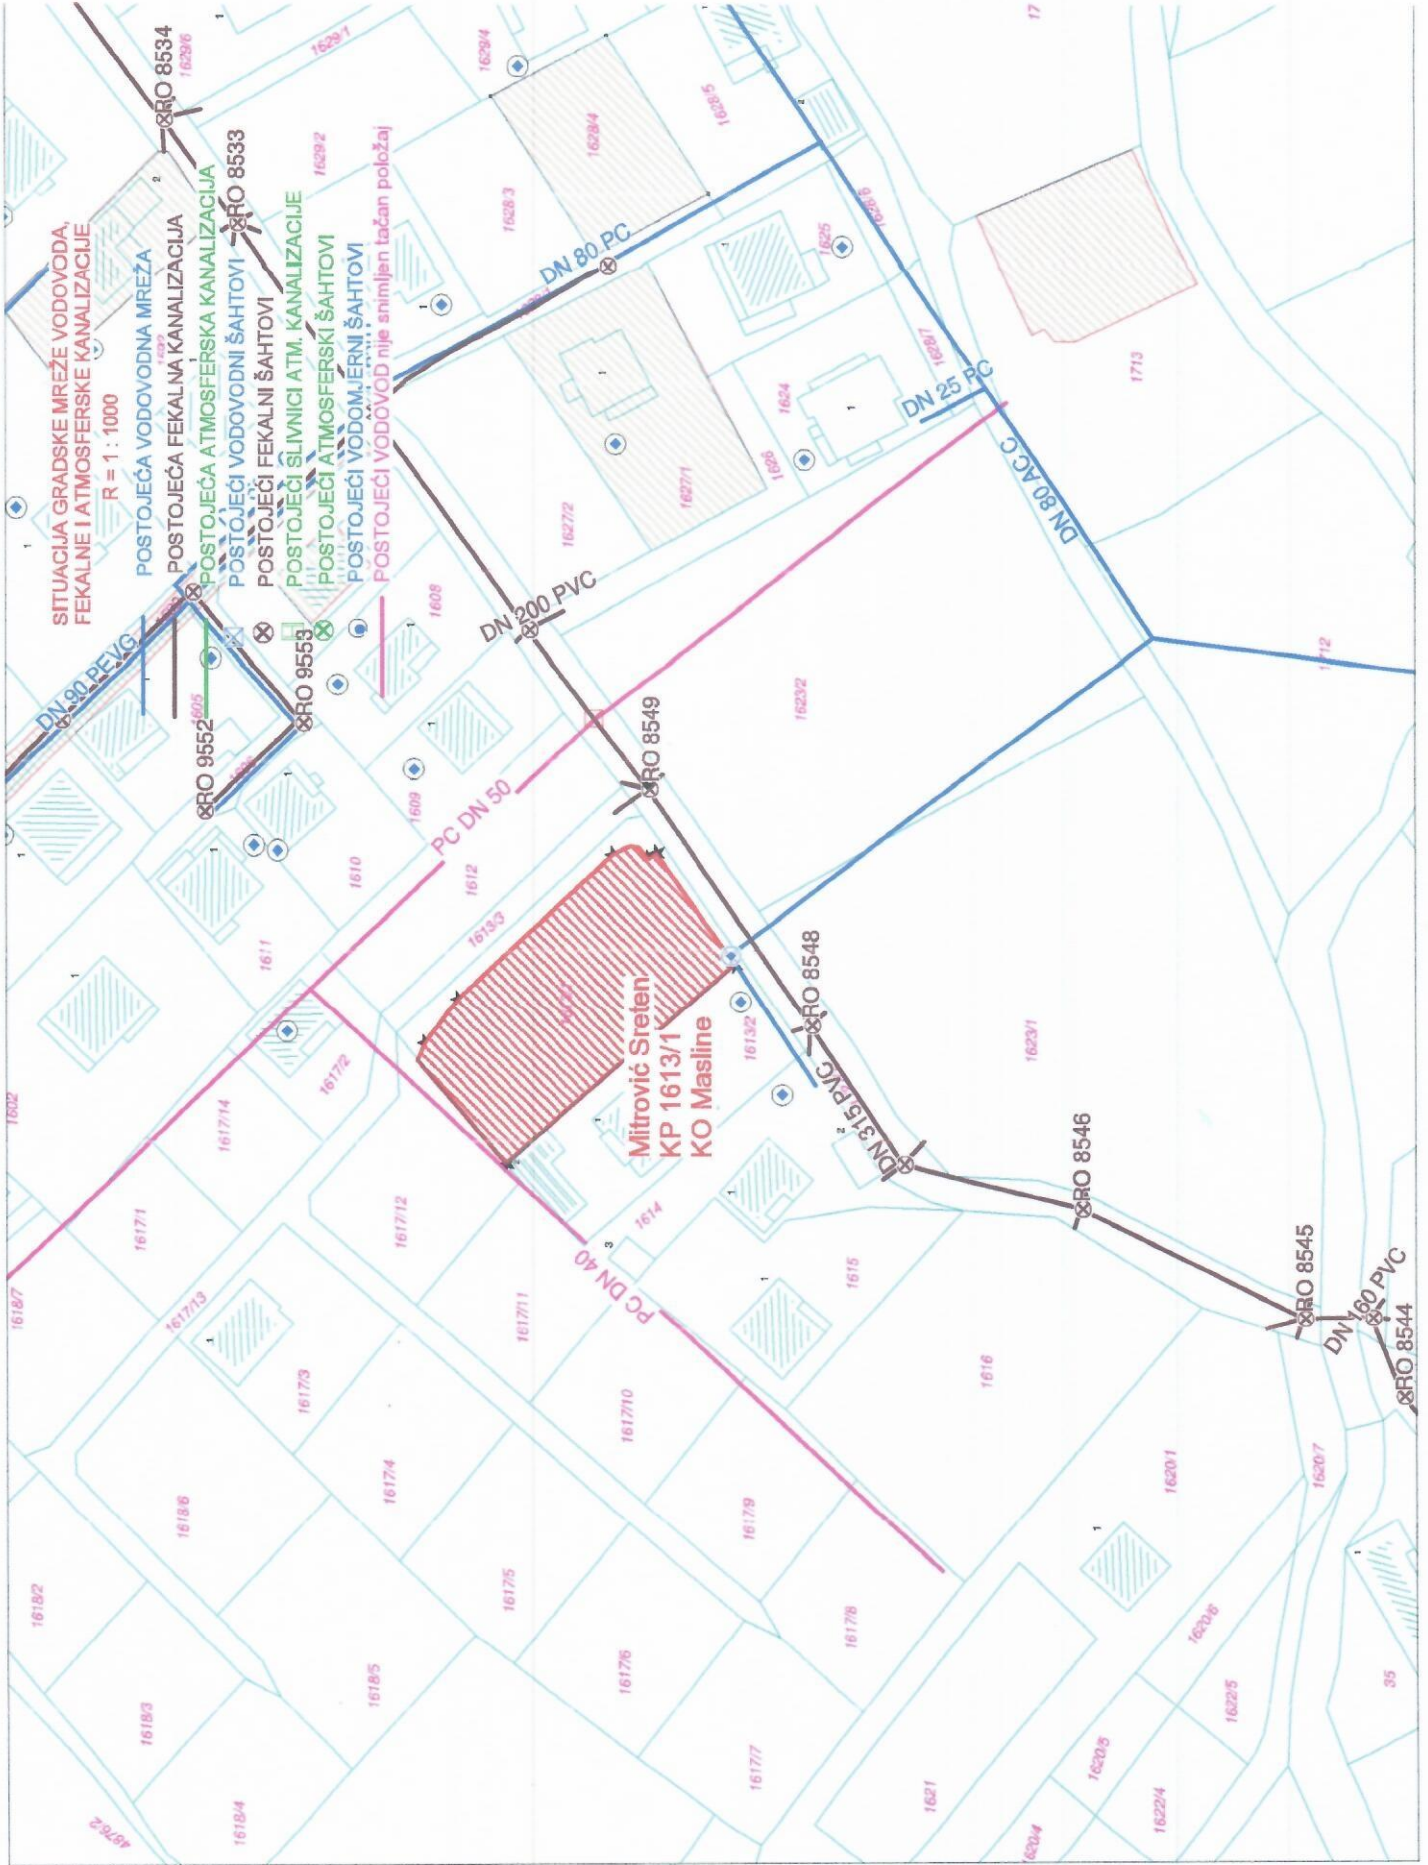 SITUACIJA GRADSKE MREŽE VODOVODA,
FEKALNE I ATMOSFERSKE KANALIZACIJE
R = 1 : 1000
POSTOJEĆA VODOVODNA MREŽA
POSTOJEĆA FEKALNA KANALIZACIJA
POSTOJEĆA ATMOSFERSKA KANALIZACIJA
POSTOJEĆI VODOVODNI ŠAHTOVI
POSTOJEĆI FEKALNI ŠAHTOVI
POSTOJEĆI SLIVNICI ATM. KANALIZACIJE
POSTOJEĆI ATMOSFERSKI ŠAHTOVI
POSTOJEĆI VODOMJERNI ŠAHTOVI
POSTOJEĆI VODOVOD nije snimljen tačan položaj
Mitrović Sreten
KP 1613/1
KO Masline
RO 8534
RO 8533
RO 9552
RO 9553
RO 8549
RO 8548
RO 8546
RO 8545
RO 8544
DN 90 PEVG
DN 80 PC
DN 200 PVC
DN 25 PC
DN 80 AC C
PC DN 50
PC DN 40
DN 315 PVC
DN 160 PVC
1629/6
1629/1
1629/4
1629/2
1628/3
1628/4
1628/5
1628/6
1628/7
1625
1624
1626
1627/1
1627/2
1713
1712
17
1605
1608
1609
1610
1611
1612
1613/3
1613/2
1614
1615
1616
1623/2
1623/1
1602
1617/14
1617/2
1617/1
1617/12
1617/13
1617/11
1617/3
1617/10
1617/4
1617/9
1617/5
1617/8
1617/6
1617/7
1618/7
1618/6
1618/2
1618/5
1618/3
1618/4
4876/2
1620/1
1620/7
1620/6
1622/5
1620/5
1622/4
1620/4
1621
35